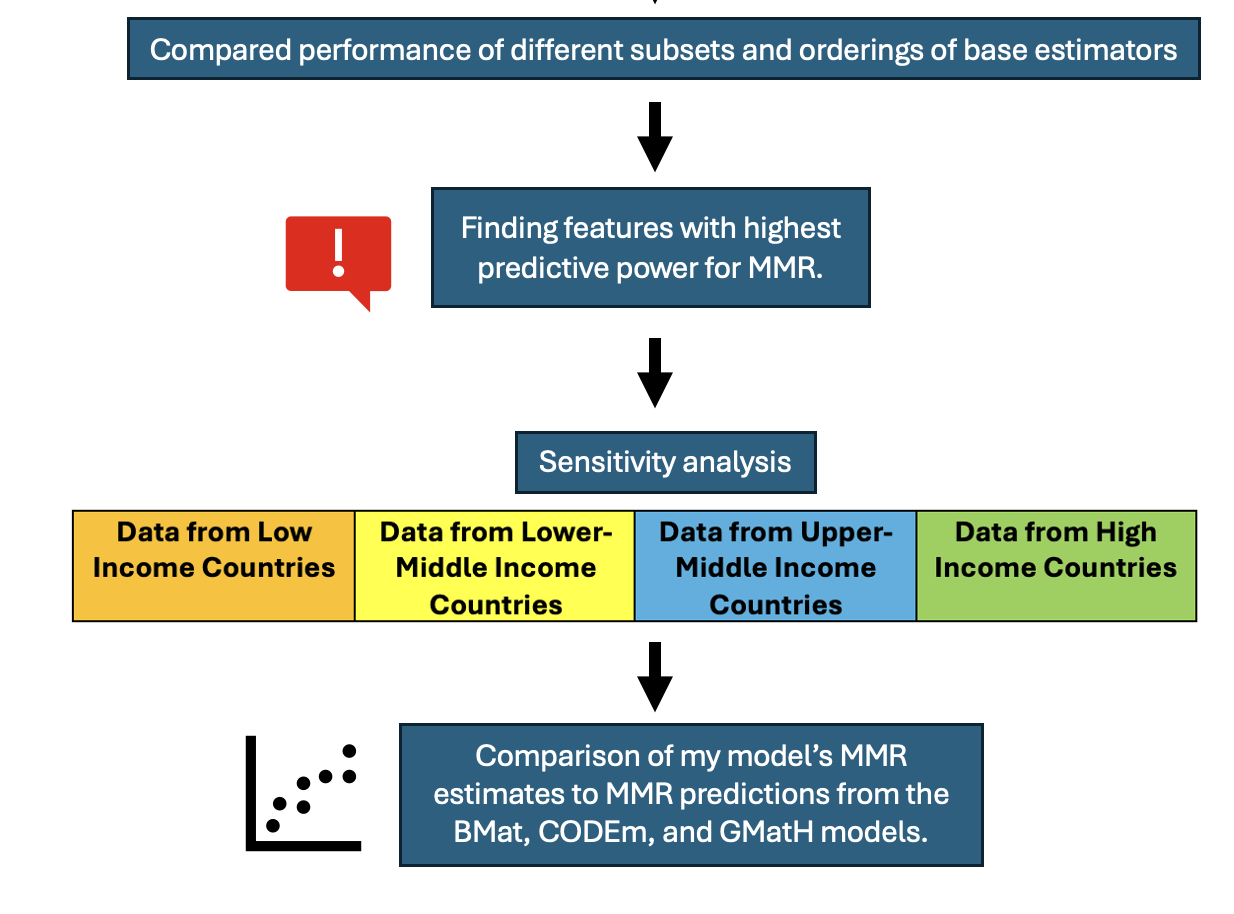 Compared performance of different subsets and orderings of base estimators
!
Finding features with highest
predictive power for MMR.
Sensitivity analysis
Data from Low
Income Countries
Data from Lower-
Middle Income
Countries
Data from Upper-
Middle Income
Countries
Data from High
Income Countries
Comparison of my model’s MMR
estimates to MMR predictions from the
BMat, CODEm, and GMatH models.